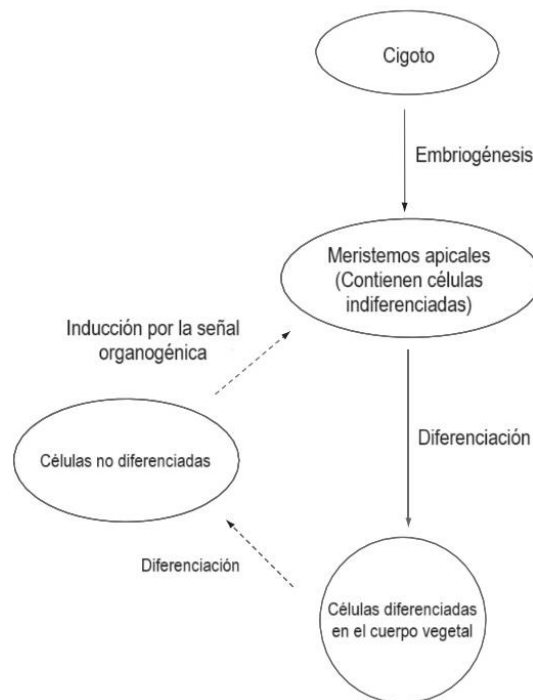 Cigoto
Embriogénesis
Meristemos apicales
(Contienen células
indiferenciadas)
Inducción por la señal
organogénica
Diferenciación
Células no diferenciadas
Diferenciación
Células diferenciadas
en el cuerpo vegetal